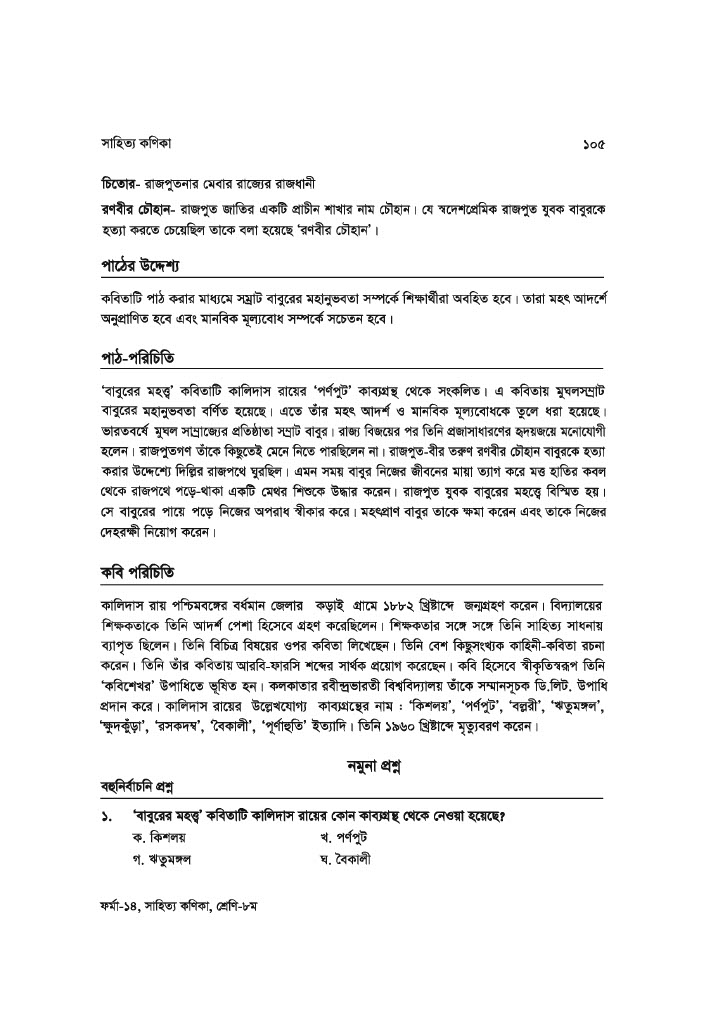 সাহিত্য কণিকা ১০৫
চিতোর- রাজপুতনার মেবার রাজ্যের রাজধানী
রণবীর চৌহান- রাজপুত জাতির একটি প্রাচীন শাখার নাম চৌহান। যে স্বদেশপ্রেমিক রাজপুত যুবক বাবুরকে
হত্যা করতে চেয়েছিল তাকে বলা হয়েছে ‘রণবীর চৌহান’।
পাঠের উদ্দেশ্য
কবিতাটি পাঠ করার মাধ্যমে সম্রাট বাবুরের মহানুভবতা সম্পর্কে শিক্ষার্থীরা অবহিত হবে। তারা মহৎ আদর্শে
অনুপ্রাণিত হবে এবং মানবিক মূল্যবোধ সম্পর্কে সচেতন হবে।
পাঠ-পরিচিতি
‘বাবুরের মহত্ত্ব’ কবিতাটি কালিদাস রায়ের ‘পর্ণপুট’ কাব্যগ্রন্থ থেকে সংকলিত। এ কবিতায় মুঘলসম্রাট
বাবুরের মহানুভবতা বর্ণিত হয়েছে। এতে তাঁর মহৎ আদর্শ ও মানবিক মূল্যবোধকে তুলে ধরা হয়েছে।
ভারতবর্ষে মুঘল সাম্রাজ্যের প্রতিষ্ঠাতা সম্রাট বাবুর। রাজ্য বিজয়ের পর তিনি প্রজাসাধারণের হৃদয়জয়ে মনোযোগী
হলেন। রাজপুতগণ তাঁকে কিছুতেই মেনে নিতে পারছিলেন না। রাজপুত-বীর তরুণ রণবীর চৌহান বাবুরকে হত্যা
করার উদ্দেশ্যে দিল্লির রাজপথে ঘুরছিল। এমন সময় বাবুর নিজের জীবনের মায়া ত্যাগ করে মত্ত হাতির কবল
থেকে রাজপথে পড়ে-থাকা একটি মেথর শিশুকে উদ্ধার করেন। রাজপুত যুবক বাবুরের মহত্ত্বে বিস্মিত হয়।
সে বাবুরের পায়ে পড়ে নিজের অপরাধ স্বীকার করে। মহৎপ্রাণ বাবুর তাকে ক্ষমা করেন এবং তাকে নিজের
দেহরক্ষী নিয়োগ করেন।
কবি পরিচিতি
কালিদাস রায় পশ্চিমবঙ্গের বর্ধমান জেলার কড়াই গ্রামে ১৮৮২ খ্রিষ্টাব্দে জন্মগ্রহণ করেন। বিদ্যালয়ের
শিক্ষকতাকে তিনি আদর্শ পেশা হিসেবে গ্রহণ করেছিলেন। শিক্ষকতার সঙ্গে সঙ্গে তিনি সাহিত্য সাধনায়
ব্যাপৃত ছিলেন। তিনি বিচিত্র বিষয়ের ওপর কবিতা লিখেছেন। তিনি বেশ কিছুসংখ্যক কাহিনী-কবিতা রচনা
করেন। তিনি তাঁর কবিতায় আরবি-ফারসি শব্দের সার্থক প্রয়োগ করেছেন। কবি হিসেবে স্বীকৃতিস্বরূপ তিনি
‘কবিশেখর’ উপাধিতে ভূষিত হন। কলকাতার রবীন্দ্রভারতী বিশ্ববিদ্যালয় তাঁকে সম্মানসূচক ডি.লিট. উপাধি
প্রদান করে। কালিদাস রায়ের উল্লেখযোগ্য কাব্যগ্রন্থের নাম : ‘কিশলয়’, ‘পর্ণপুট’, ‘বল্লরী’, ‘ঋতুমঙ্গল’,
‘ক্ষুদকুঁড়া’, ‘রসকদম্ব’, ‘বৈকালী’, ‘পূর্ণাহুতি’ ইত্যাদি। তিনি ১৯৬০ খ্রিষ্টাব্দে মৃত্যুবরণ করেন।
নমুনা প্রশ্ন
বহুনির্বাচনি প্রশ্ন
১. ‘বাবুরের মহত্ত্ব’ কবিতাটি কালিদাস রায়ের কোন কাব্যগ্রন্থ থেকে নেওয়া হয়েছে?
ক. কিশলয় খ. পর্ণপুট
গ. ঋতুমঙ্গল ঘ. বৈকালী
ফর্মা-১৪, সাহিত্য কণিকা, শ্রেণি-৮ম